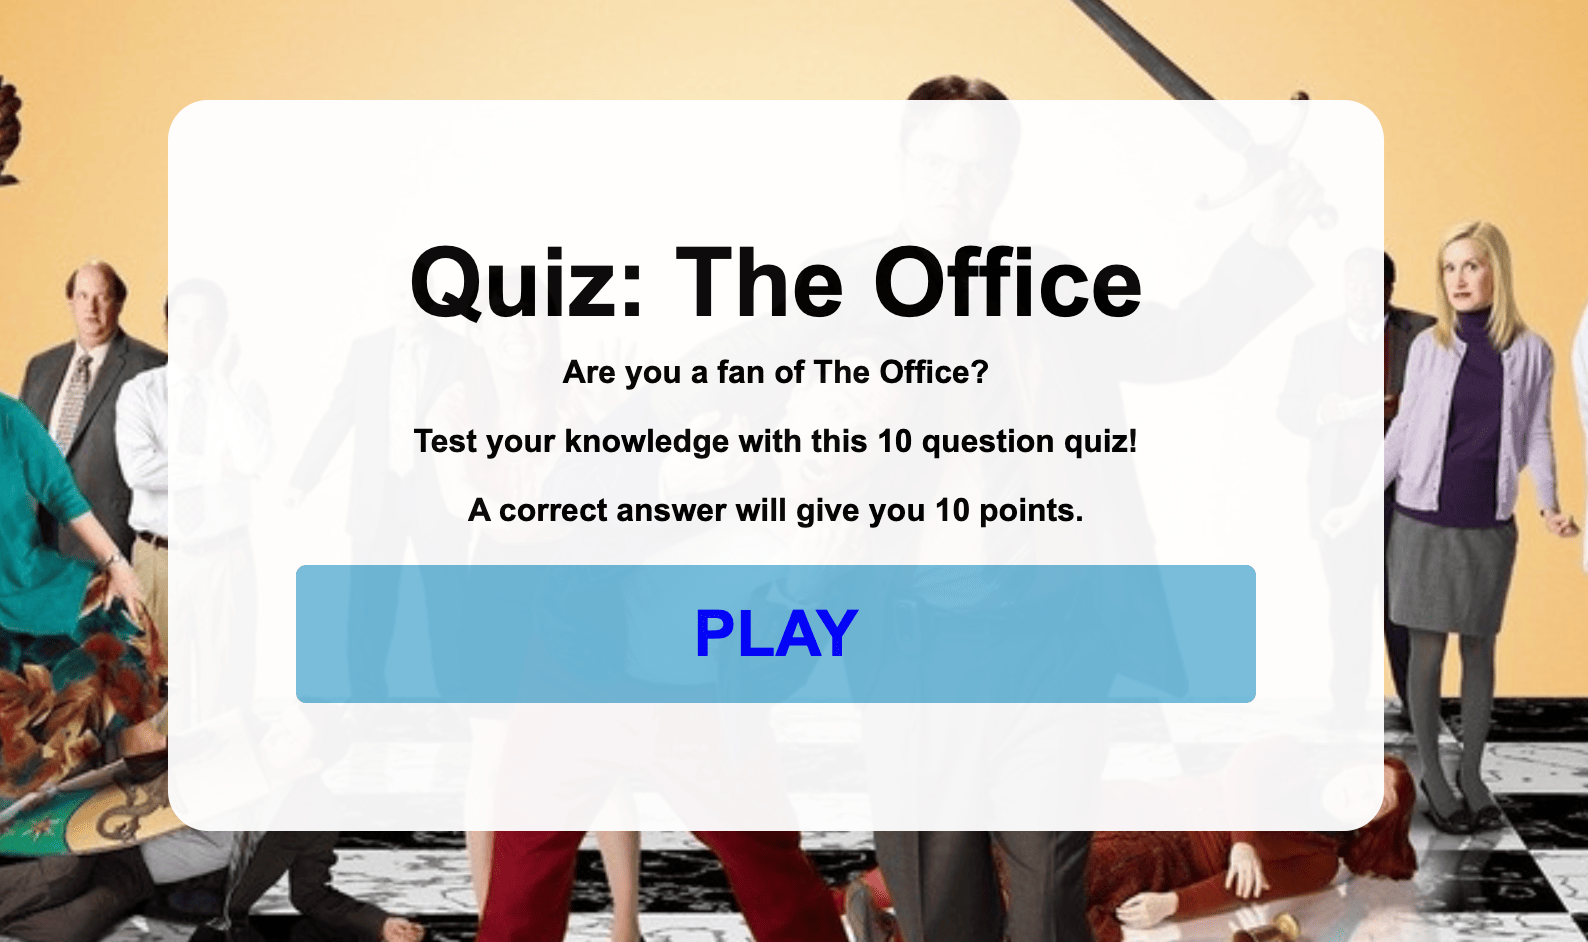 Quiz: The Office
Are you a fan of The Office?
Test your knowledge with this 10 question quiz!
A correct answer will give you 10 points.
PLAY